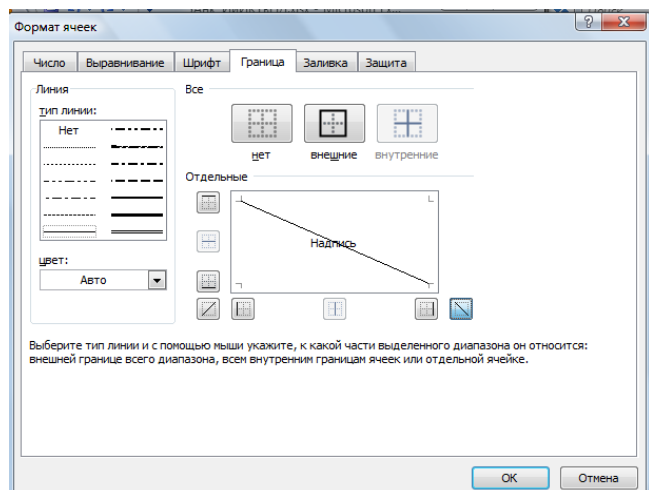 Формат ячеек
Число Выравнивание Шрифт Граница Заливка Защита
Линия
тип линии:
Нет
цвет:
Авто
Все
нет внешние внутренние
Отдельные
Надпись
Выберите тип линии и с помощью мыши укажите, к какой части выделенного диапазона он относится:
внешней границе всего диапазона, всем внутренним границам ячеек или отдельной ячейке.
OK Отмена